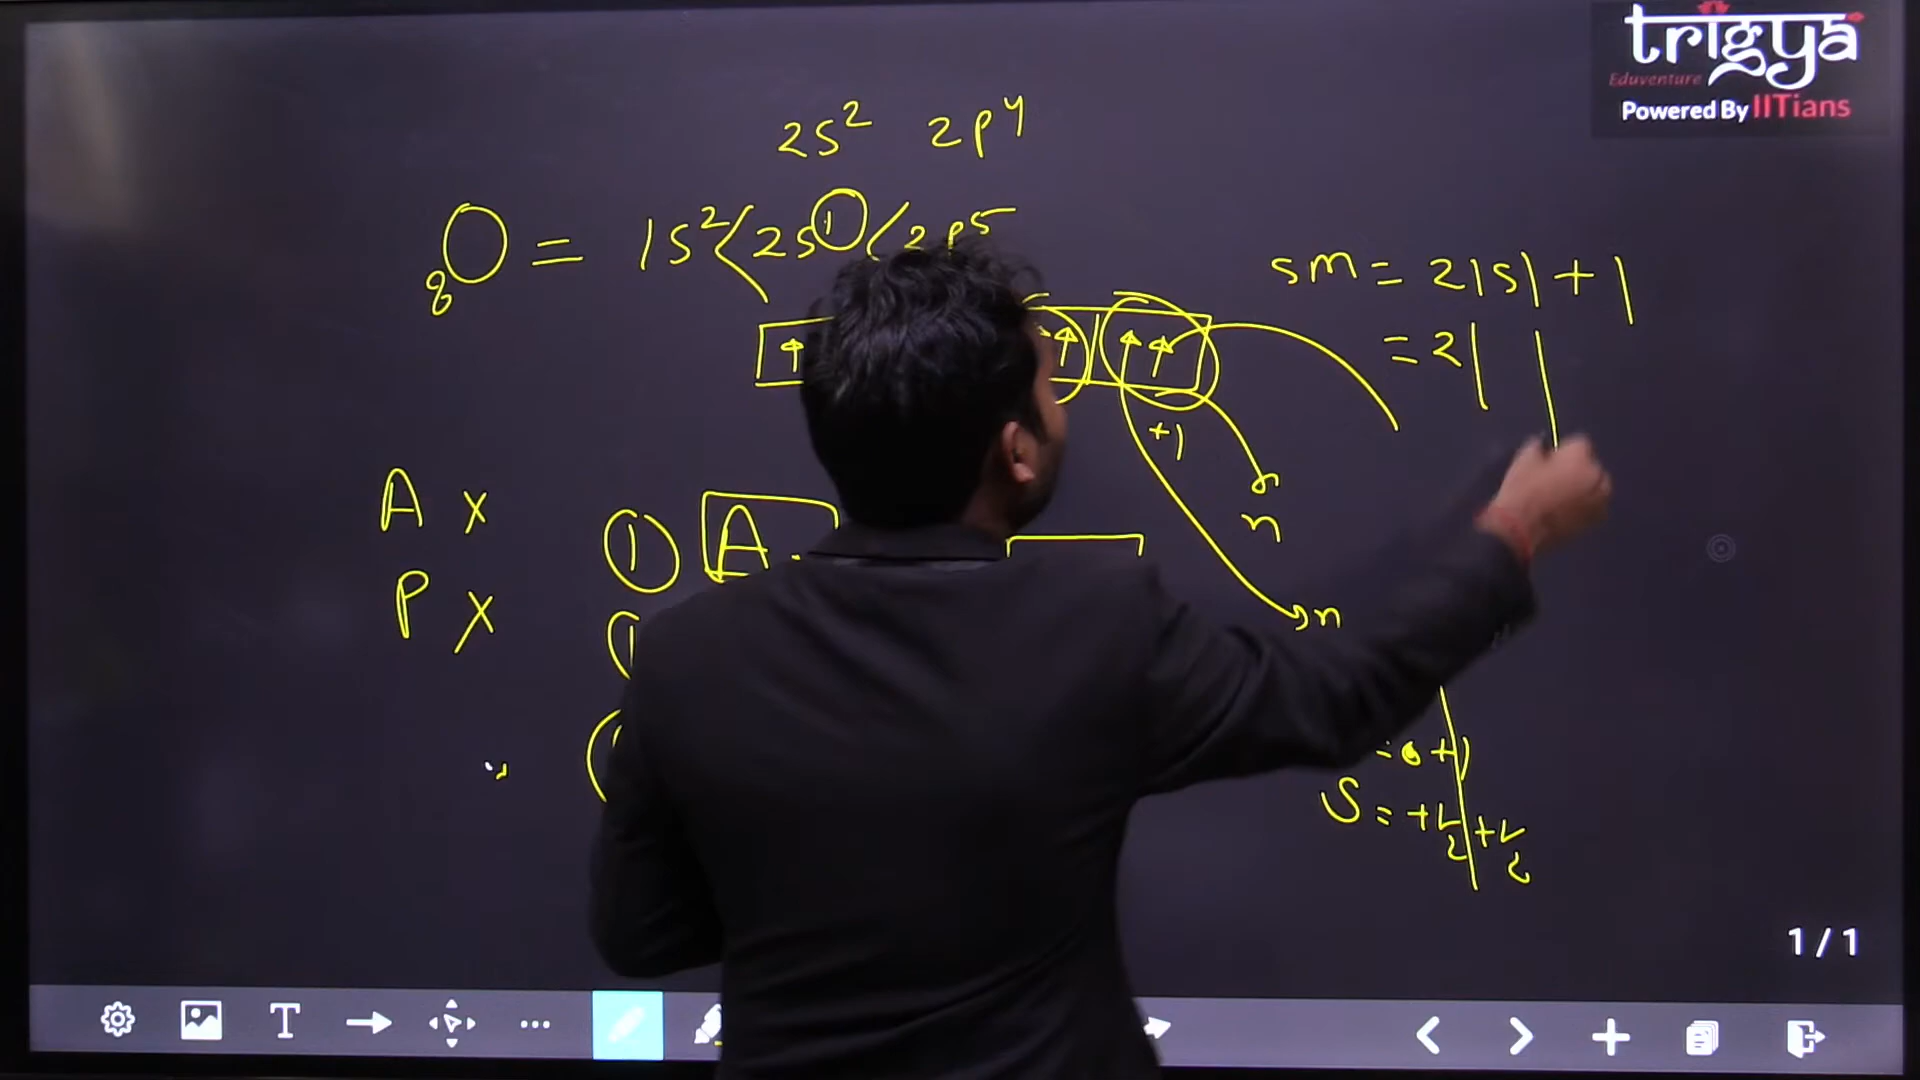 trigya
Eduventure
Powered By IITians
2s² 2p⁴
₈O = 1s² < 2s① < 2p⁵
sm = 2|s| + 1
= 2|
+1
n
n
n
A x
P x
① A.
= 0 + 1
S = +1/2 +1/2
1 / 1
T